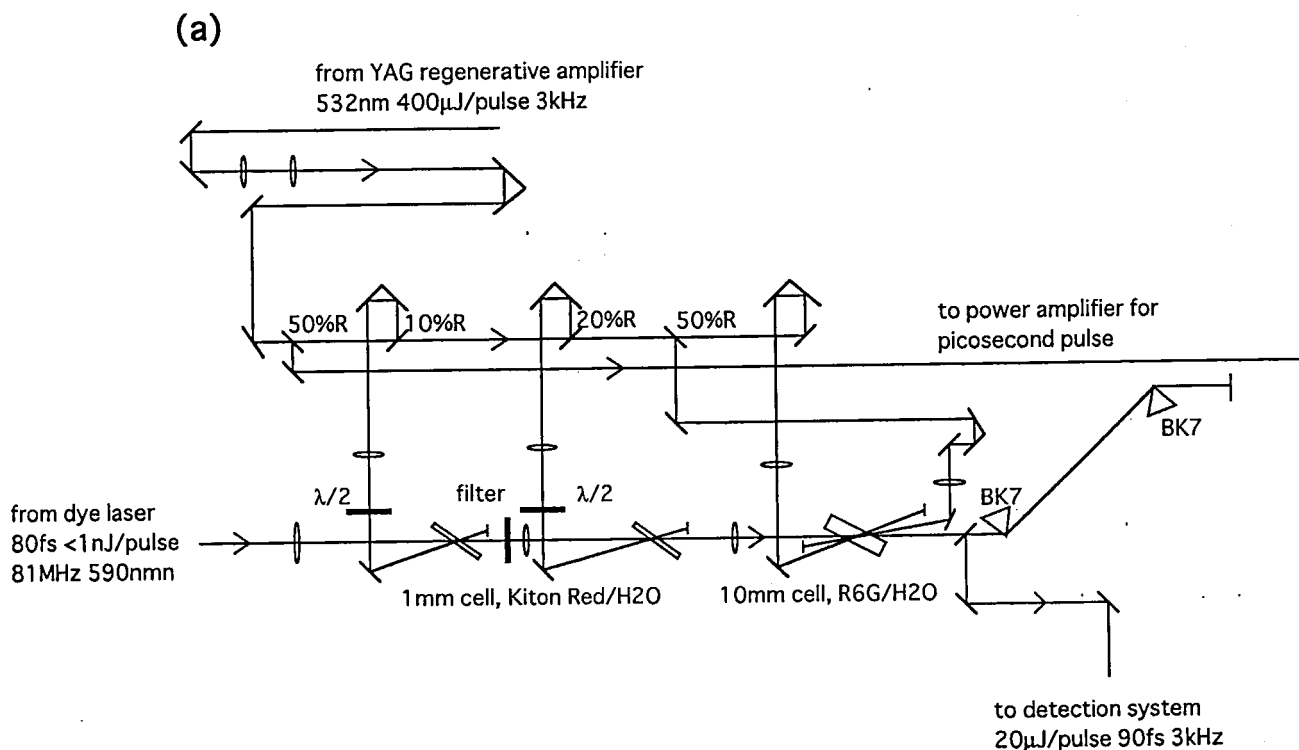 (a)
from YAG regenerative amplifier
532nm 400μJ/pulse 3kHz
50%R
10%R
20%R
50%R
to power amplifier for
picosecond pulse
BK7
λ/2
filter
λ/2
BK7
from dye laser
80fs <1nJ/pulse
81MHz 590nmn
1mm cell, Kiton Red/H2O
10mm cell, R6G/H2O
to detection system
20μJ/pulse 90fs 3kHz